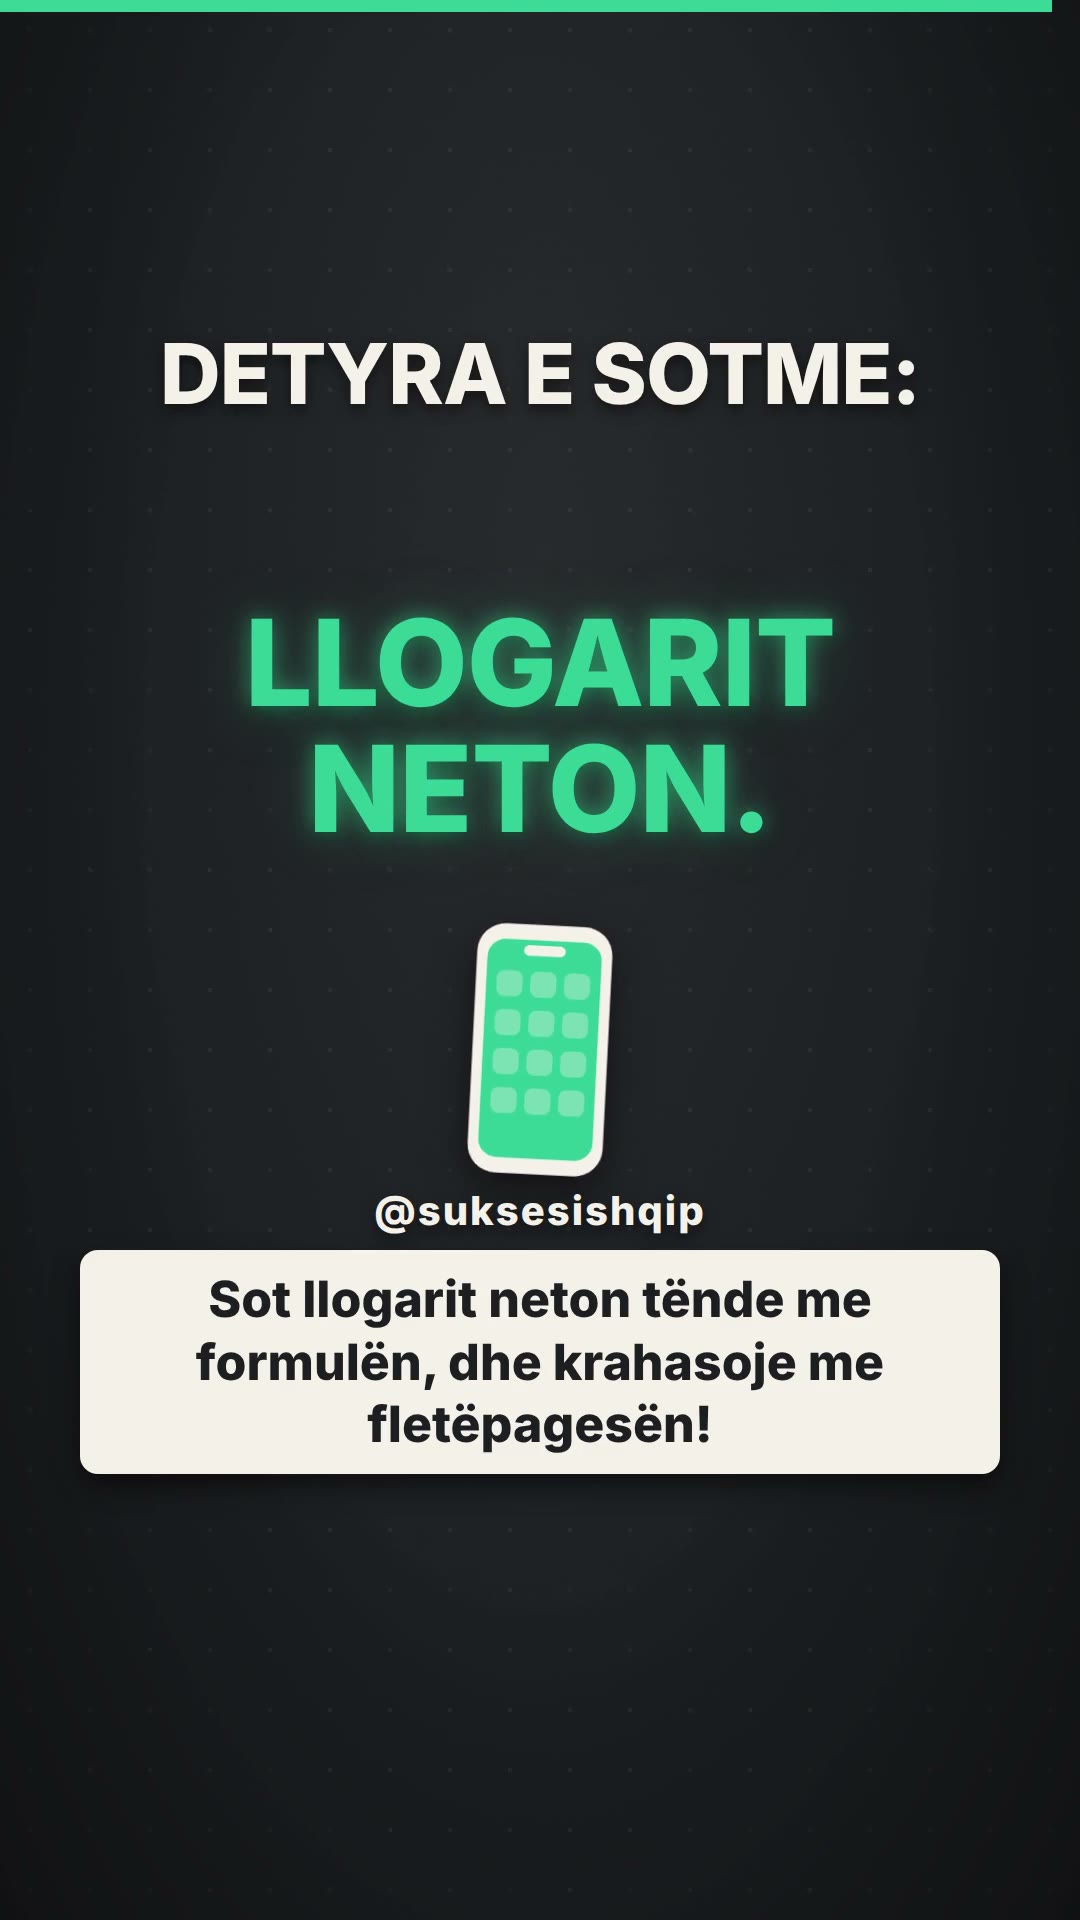 DETYRA E SOTME:
LLOGARIT
NETON.
@suksesishqip
Sot llogarit neton tënde me
formulën, dhe krahasoje me
fletëpagesën!